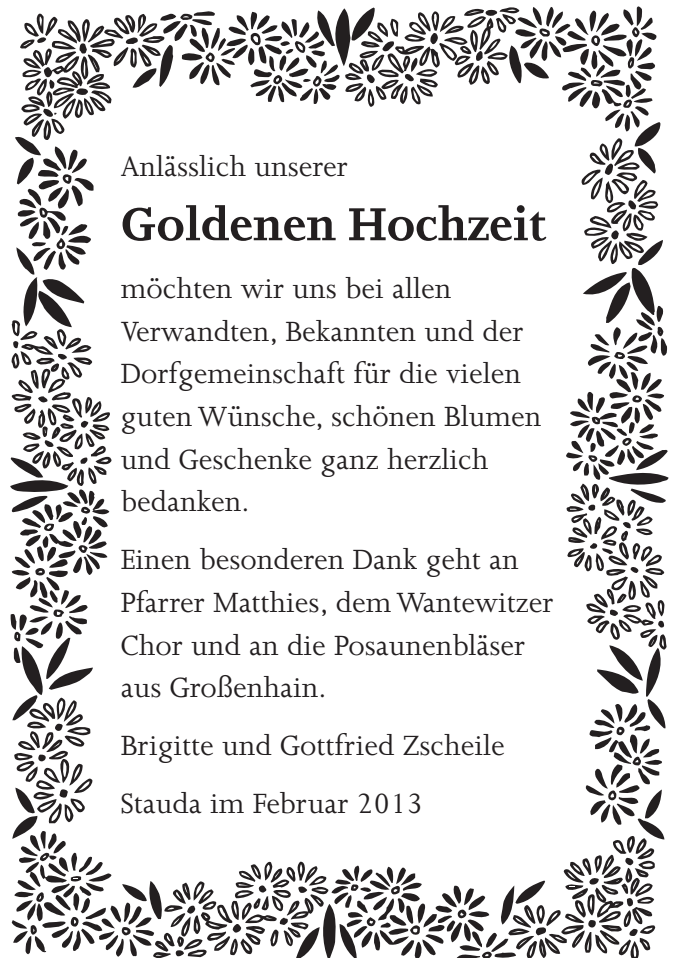 Anlässlich unserer
Goldenen Hochzeit
möchten wir uns bei allen
Verwandten, Bekannten und der
Dorfgemeinschaft für die vielen
guten Wünsche, schönen Blumen
und Geschenke ganz herzlich
bedanken.
Einen besonderen Dank geht an
Pfarrer Matthies, dem Wantewitzer
Chor und an die Posaunenbläser
aus Großenhain.
Brigitte und Gottfried Zscheile
Stauda im Februar 2013